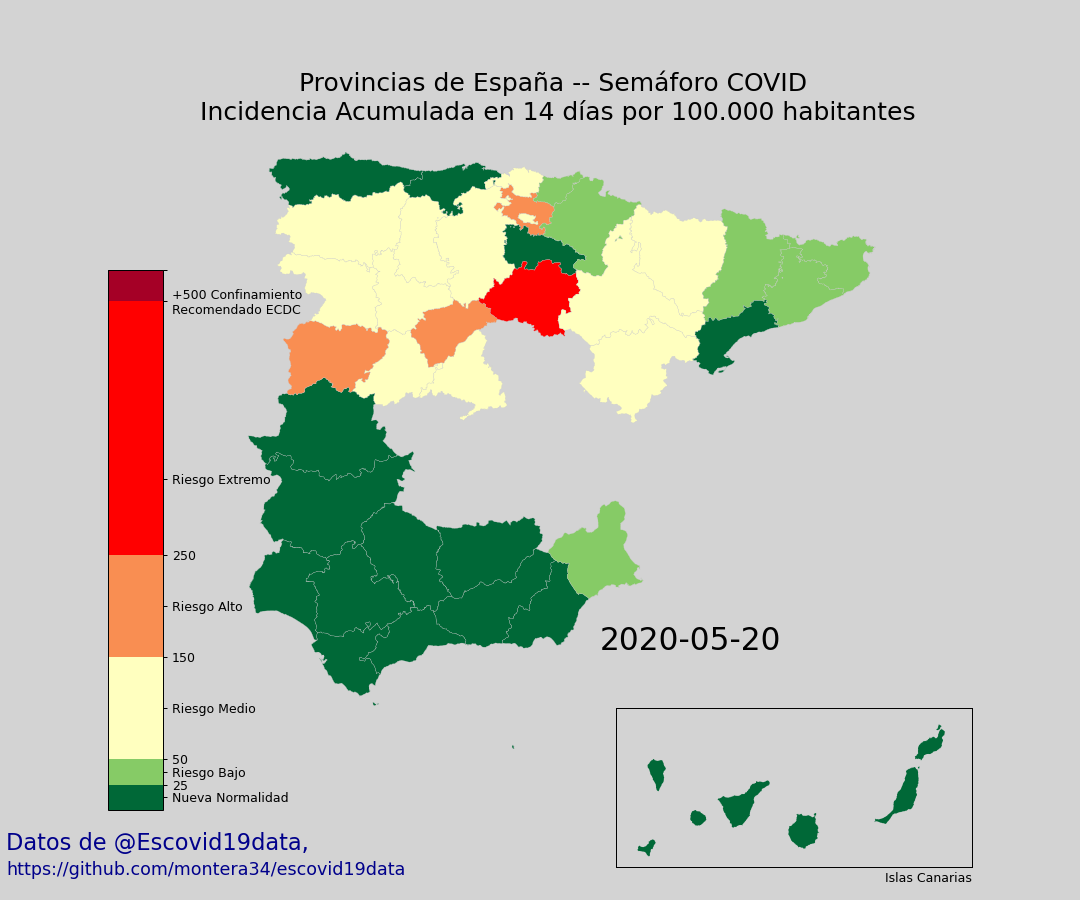 Provincias de España -- Semáforo COVID
Incidencia Acumulada en 14 días por 100.000 habitantes
+500 Confinamiento
Recomendado ECDC
Riesgo Extremo
250
Riesgo Alto
150
Riesgo Medio
50
Riesgo Bajo
25
Nueva Normalidad
2020-05-20
Datos de @Escovid19data,
https://github.com/montera34/escovid19data
Islas Canarias